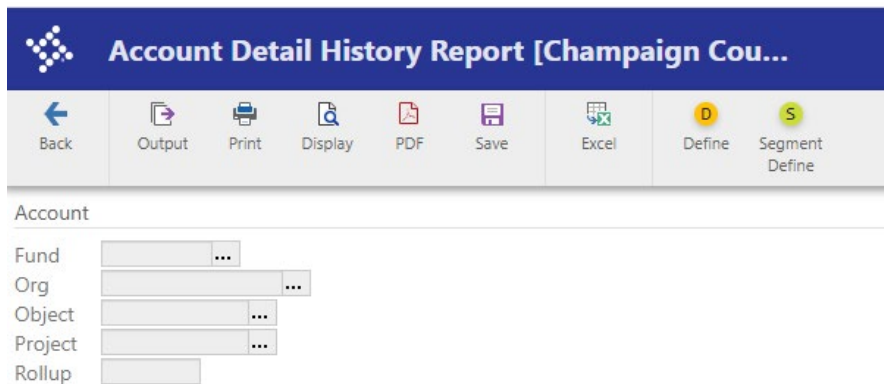 Account Detail History Report [Champaign Cou...
Back Output Print Display PDF Save Excel D Define S Segment Define
Account
Fund ...
Org ...
Object ...
Project ...
Rollup